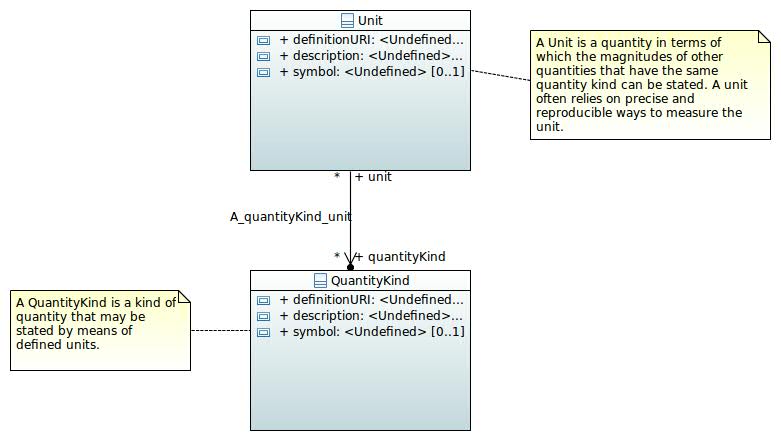 Unit
+ definitionURI: <Undefined...
+ description: <Undefined>...
+ symbol: <Undefined> [0..1]
A Unit is a quantity in terms of
which the magnitudes of other
quantities that have the same
quantity kind can be stated. A unit
often relies on precise and
reproducible ways to measure the
unit.
* + unit
A_quantityKind_unit
* + quantityKind
QuantityKind
+ definitionURI: <Undefined...
+ description: <Undefined>...
+ symbol: <Undefined> [0..1]
A QuantityKind is a kind of
quantity that may be
stated by means of
defined units.